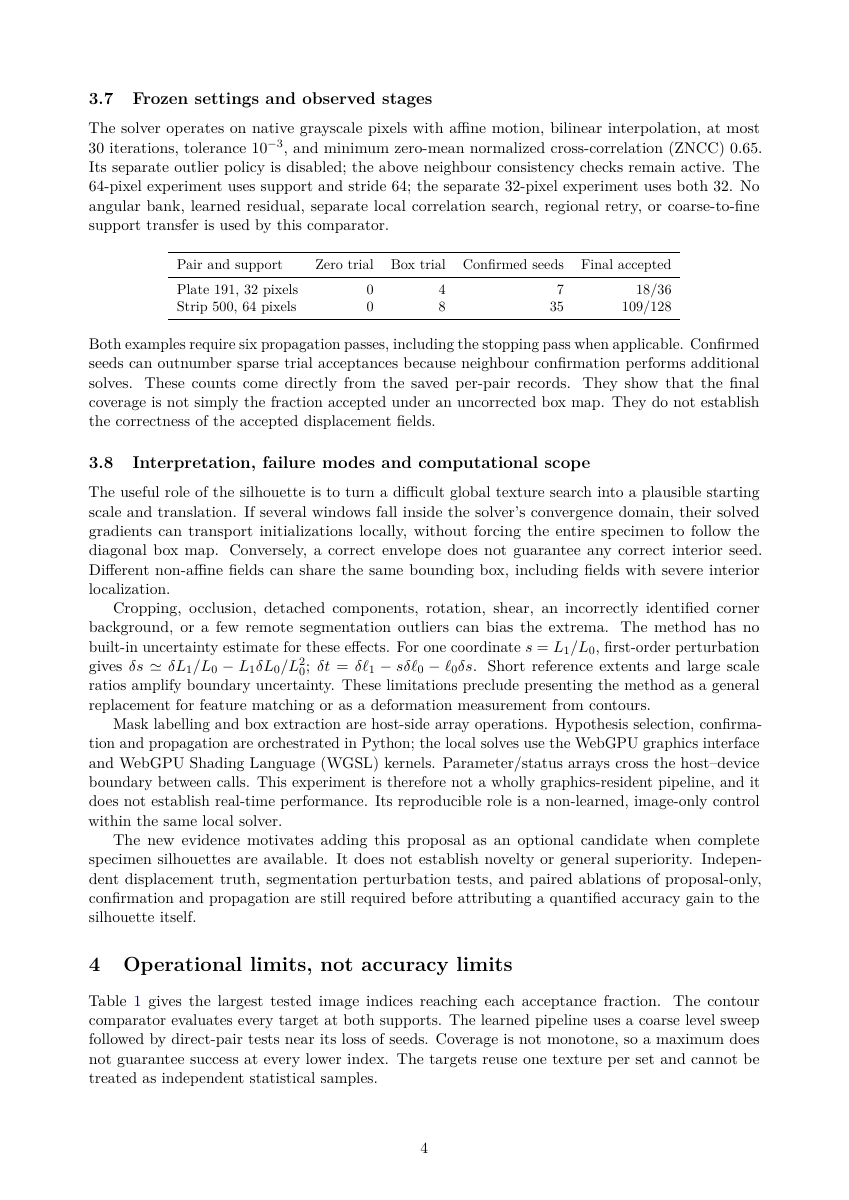 3.7 Frozen settings and observed stages
The solver operates on native grayscale pixels with affine motion, bilinear interpolation, at most
30 iterations, tolerance 10⁻³, and minimum zero-mean normalized cross-correlation (ZNCC) 0.65.
Its separate outlier policy is disabled; the above neighbour consistency checks remain active. The
64-pixel experiment uses support and stride 64; the separate 32-pixel experiment uses both 32. No
angular bank, learned residual, separate local correlation search, regional retry, or coarse-to-fine
support transfer is used by this comparator.
Pair and support Zero trial Box trial Confirmed seeds Final accepted
Plate 191, 32 pixels 0 4 7 18/36
Strip 500, 64 pixels 0 8 35 109/128
Both examples require six propagation passes, including the stopping pass when applicable. Confirmed
seeds can outnumber sparse trial acceptances because neighbour confirmation performs additional
solves. These counts come directly from the saved per-pair records. They show that the final
coverage is not simply the fraction accepted under an uncorrected box map. They do not establish
the correctness of the accepted displacement fields.
3.8 Interpretation, failure modes and computational scope
The useful role of the silhouette is to turn a difficult global texture search into a plausible starting
scale and translation. If several windows fall inside the solver's convergence domain, their solved
gradients can transport initializations locally, without forcing the entire specimen to follow the
diagonal box map. Conversely, a correct envelope does not guarantee any correct interior seed.
Different non-affine fields can share the same bounding box, including fields with severe interior
localization.
Cropping, occlusion, detached components, rotation, shear, an incorrectly identified corner
background, or a few remote segmentation outliers can bias the extrema. The method has no
built-in uncertainty estimate for these effects. For one coordinate s = L₁/L₀, first-order perturbation
gives δs ≃ δL₁/L₀ − L₁δL₀/L₀²; δt = δℓ₁ − sδℓ₀ − ℓ₀δs. Short reference extents and large scale
ratios amplify boundary uncertainty. These limitations preclude presenting the method as a general
replacement for feature matching or as a deformation measurement from contours.
Mask labelling and box extraction are host-side array operations. Hypothesis selection, confirma-
tion and propagation are orchestrated in Python; the local solves use the WebGPU graphics interface
and WebGPU Shading Language (WGSL) kernels. Parameter/status arrays cross the host–device
boundary between calls. This experiment is therefore not a wholly graphics-resident pipeline, and it
does not establish real-time performance. Its reproducible role is a non-learned, image-only control
within the same local solver.
The new evidence motivates adding this proposal as an optional candidate when complete
specimen silhouettes are available. It does not establish novelty or general superiority. Indepen-
dent displacement truth, segmentation perturbation tests, and paired ablations of proposal-only,
confirmation and propagation are still required before attributing a quantified accuracy gain to the
silhouette itself.
4 Operational limits, not accuracy limits
Table 1 gives the largest tested image indices reaching each acceptance fraction. The contour
comparator evaluates every target at both supports. The learned pipeline uses a coarse level sweep
followed by direct-pair tests near its loss of seeds. Coverage is not monotone, so a maximum does
not guarantee success at every lower index. The targets reuse one texture per set and cannot be
treated as independent statistical samples.
4